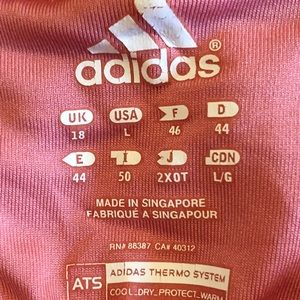 adidas®
UK USA F D
18 L 46 44
E I J CDN
44 50 2XOT L/G
MADE IN SINGAPORE
FABRIQUÉ A SINGAPOUR
RN# 88387 CA# 40312
ATS ADIDAS THERMO SYSTEM
COOL_DRY_PROTECT_WARM